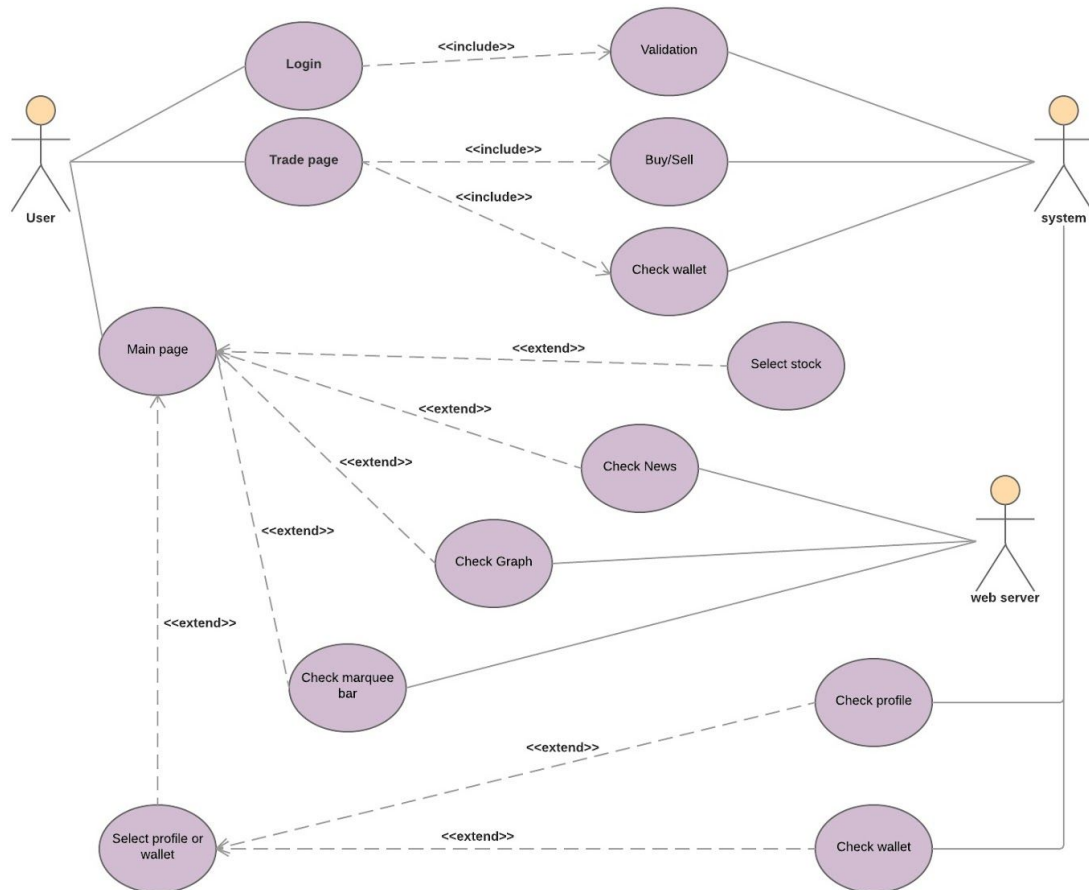 Login
<<include>>
Validation
Trade page
<<include>>
Buy/Sell
<<include>>
User
system
Check wallet
Main page
<<extend>>
Select stock
<<extend>>
<<extend>>
Check News
<<extend>>
Check Graph
web server
<<extend>>
Check marquee
bar
Check profile
<<extend>>
Select profile or
wallet
<<extend>>
Check wallet